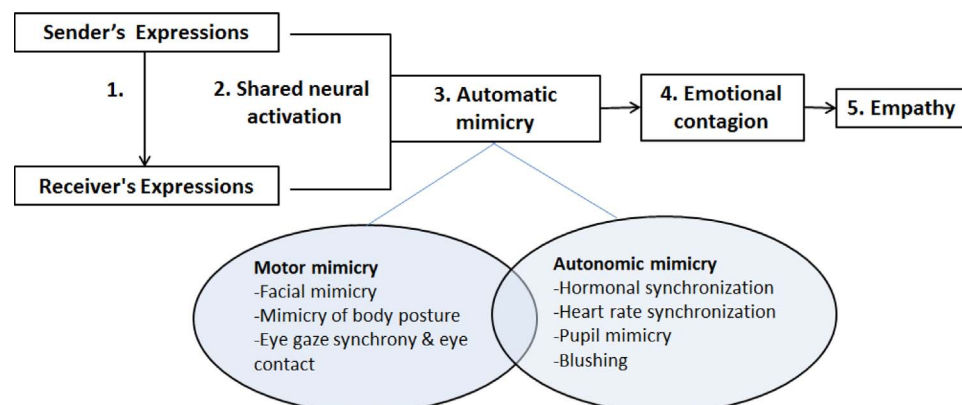 Sender's Expressions
1.
2. Shared neural
activation
3. Automatic
mimicry
4. Emotional
contagion
5. Empathy
Receiver's Expressions
Motor mimicry
-Facial mimicry
-Mimicry of body posture
-Eye gaze synchrony & eye
contact
Autonomic mimicry
-Hormonal synchronization
-Heart rate synchronization
-Pupil mimicry
-Blushing